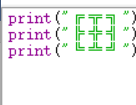 print(" ╔╦╦╗ ")
print(" ╠╬╬╣ ")
print(" ╚╩╩╝ ")